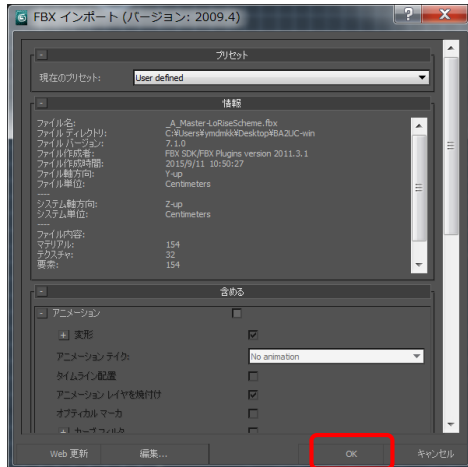 FBX インポート (バージョン: 2009.4)
プリセット
現在のプリセット: User defined
情報
ファイル名: _A_Master-LoRiseScheme.fbx
ファイル ディレクトリ: C:¥Users¥ymdmkk¥Desktop¥BA2UC-win
ファイル バージョン: 7.1.0
ファイル作成者: FBX SDK/FBX Plugins version 2011.3.1
ファイル作成時間: 2015/9/11 10:50:27
ファイル軸方向: Y-up
ファイル単位: Centimeters
----
システム軸方向: Z-up
システム単位: Centimeters
----
ファイル内容:
マテリアル: 154
テクスチャ: 32
要素: 154
含める
アニメーション
変形
アニメーション テイク: No animation
タイムライン配置
アニメーション レイヤを焼付け
オプティカル マーカ
カーブ フィルタ
Web 更新 編集... OK キャンセル